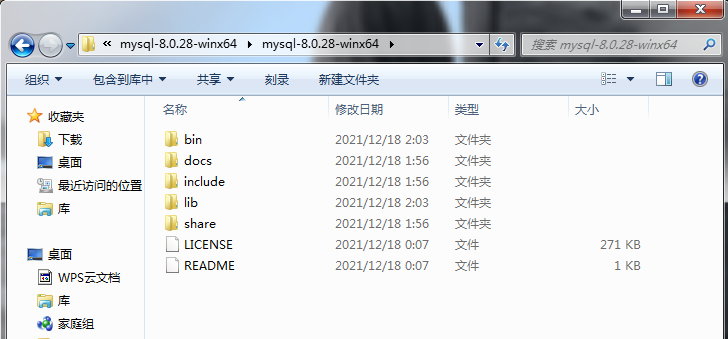 « mysql-8.0.28-winx64 mysql-8.0.28-winx64
搜索 mysql-8.0.28-winx64
组织 包含到库中 共享 刻录 新建文件夹
收藏夹
下载
桌面
最近访问的位置
库
桌面
WPS云文档
库
家庭组
名称 修改日期 类型 大小
bin 2021/12/18 2:03 文件夹
docs 2021/12/18 1:56 文件夹
include 2021/12/18 1:56 文件夹
lib 2021/12/18 2:03 文件夹
share 2021/12/18 1:56 文件夹
LICENSE 2021/12/18 0:07 文件 271 KB
README 2021/12/18 0:07 文件 1 KB